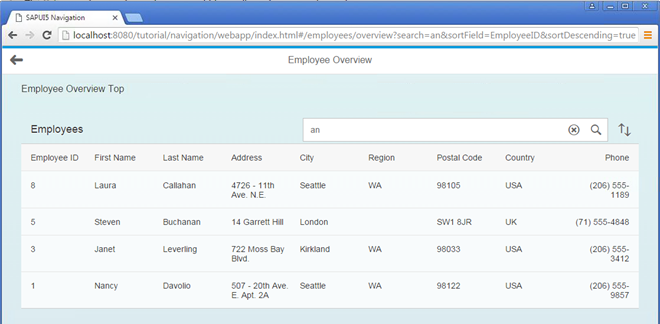 SAPUI5 Navigation
localhost:8080/tutorial/navigation/webapp/index.html#/employees/overview?search=an&sortField=EmployeeID&sortDescending=true
Employee Overview
Employee Overview Top
Employees an
Employee ID First Name Last Name Address City Region Postal Code Country Phone
8 Laura Callahan 4726 - 11th Seattle WA 98105 USA (206) 555-
Ave. N.E. 1189
5 Steven Buchanan 14 Garrett Hill London SW1 8JR UK (71) 555-4848
3 Janet Leverling 722 Moss Bay Kirkland WA 98033 USA (206) 555-
Blvd. 3412
1 Nancy Davolio 507 - 20th Ave. Seattle WA 98122 USA (206) 555-
E. Apt. 2A 9857